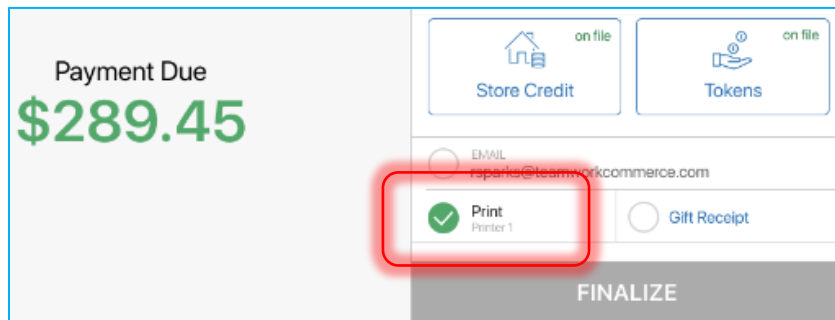 Payment Due
$289.45
on file
Store Credit
on file
Tokens
EMAIL
rsparks@teamworkcommerce.com
Print
Printer 1
Gift Receipt
FINALIZE